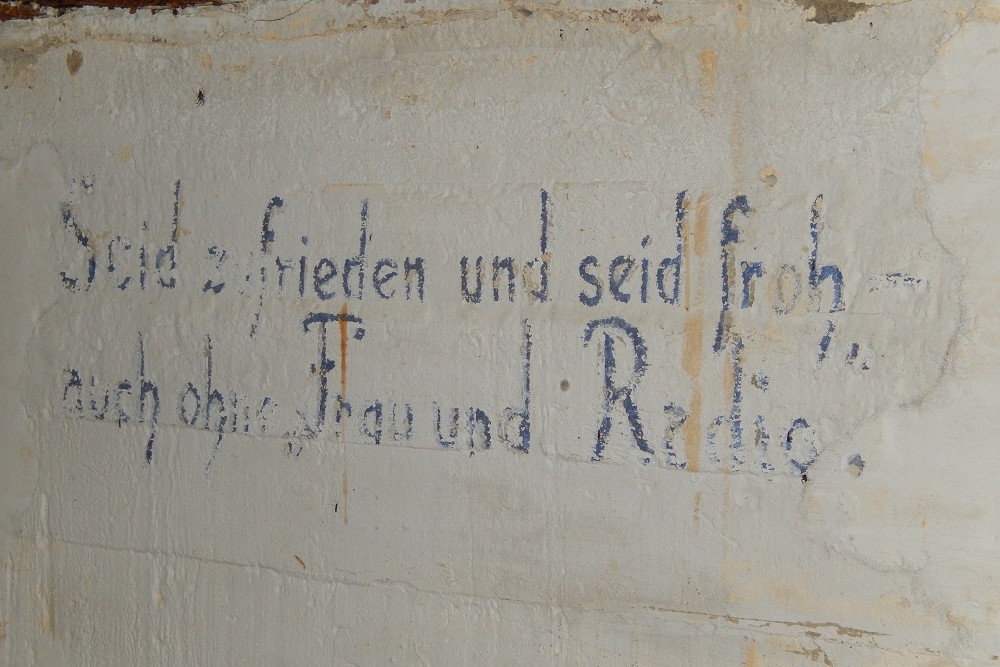 Seid zufrieden und seid froh, —
auch ohne „Frau und Radio“.